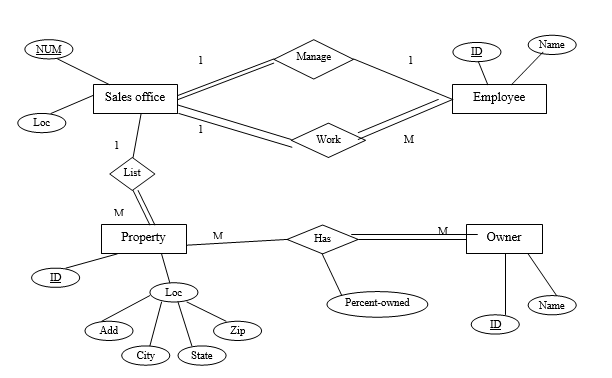 NUM
ID
Name
1
Manage
1
Sales office
Employee
Loc
1
Work
M
1
List
M
Property
M
Has
M
Owner
ID
Loc
Percent-owned
Name
Add
Zip
ID
City
State